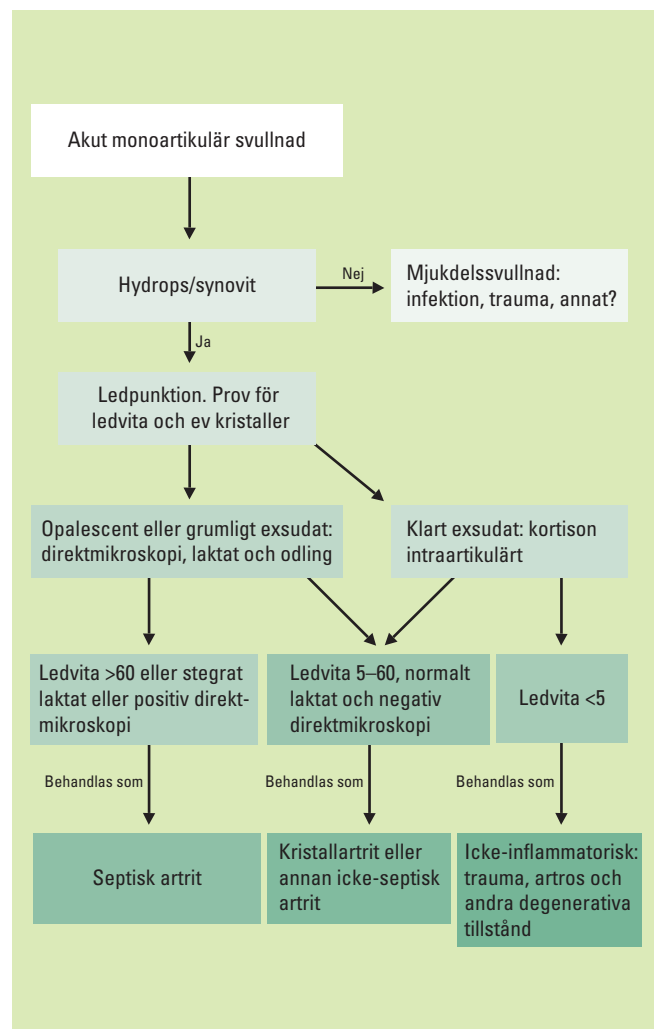 Akut monoartikulär svullnad
Hydrops/synovit
Nej
Mjukdelssvullnad:
infektion, trauma, annat?
Ja
Ledpunktion. Prov för
ledvita och ev kristaller
Opalescent eller grumligt exsudat:
direktmikroskopi, laktat och odling
Klart exsudat: kortison
intraartikulärt
Ledvita >60 eller stegrat
laktat eller positiv direkt-
mikroskopi
Ledvita 5–60, normalt
laktat och negativ
direktmikroskopi
Ledvita <5
Behandlas som
Behandlas som
Behandlas som
Septisk artrit
Kristallartrit eller
annan icke-septisk
artrit
Icke-inflammatorisk:
trauma, artros och
andra degenerativa
tillstånd